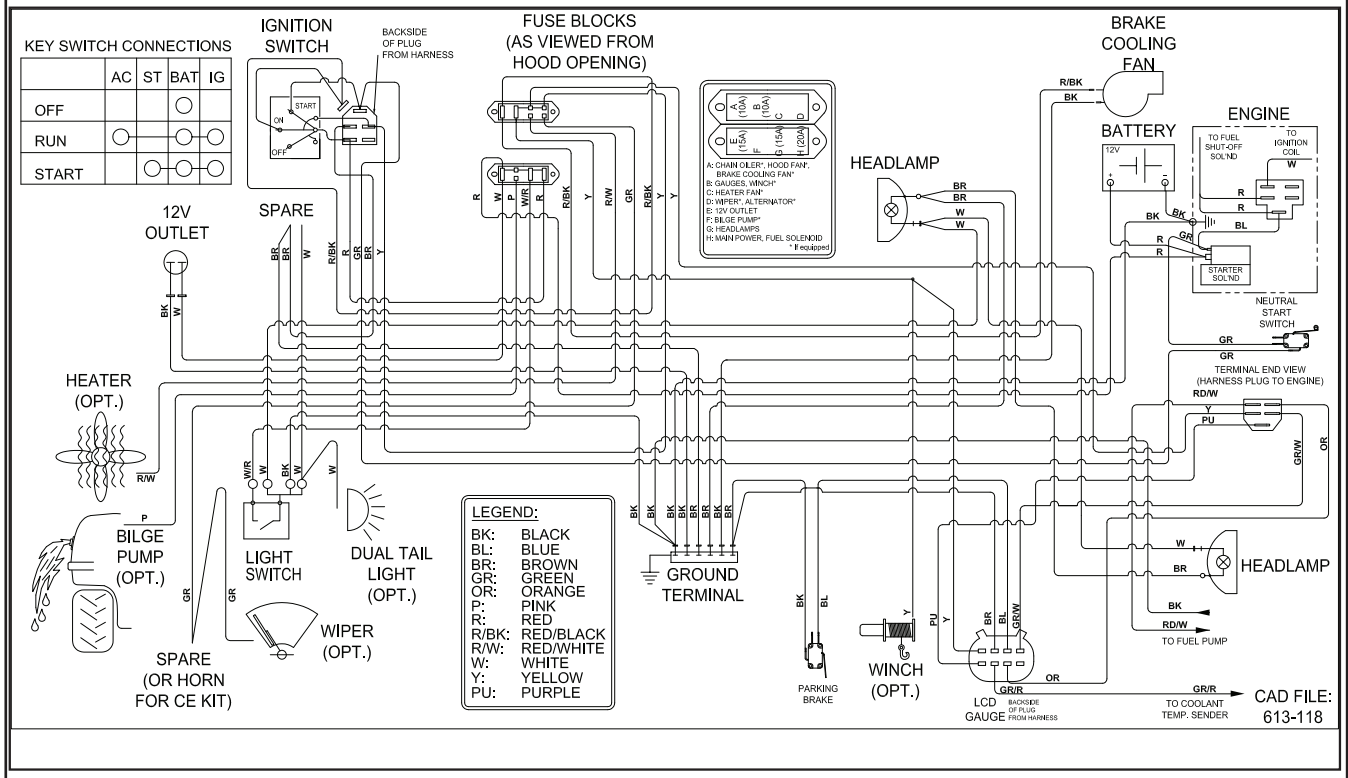 KEY SWITCH CONNECTIONS
AC ST BAT IG
OFF
RUN
START
IGNITION
SWITCH
BACKSIDE
OF PLUG
FROM HARNESS
START
ON
OFF
FUSE BLOCKS
(AS VIEWED FROM
HOOD OPENING)
A
(10A)
B
(10A)
C
D
E
(15A)
F
G (15A)
H (20A)
A: CHAIN OILER*, HOOD FAN*,
BRAKE COOLING FAN*
B: GAUGES, WINCH*
C: HEATER FAN*
D: WIPER*, ALTERNATOR*
E: 12V OUTLET
F: BILGE PUMP*
G: HEADLAMPS
H: MAIN POWER, FUEL SOLENOID
* If equipped
BRAKE
COOLING
FAN
R/BK
BK
BATTERY
12V
+
-
ENGINE
TO FUEL
SHUT-OFF
SOL'ND
TO
IGNITION
COIL
W
R
R
BL
BK
BK
GR
R
R
STARTER
SOL'ND
HEADLAMP
BR
BR
W
W
NEUTRAL
START
SWITCH
GR
GR
TERMINAL END VIEW
(HARNESS PLUG TO ENGINE)
RD/W
Y
PU
GR/W
OR
12V
OUTLET
BK
W
SPARE
BR
BR
W
R/BK
R
GR
BR
Y
R
W
P
W/R
R
R/BK
Y
R/W
GR
R/BK
Y
Y
HEATER
(OPT.)
R/W
P
BILGE
PUMP
(OPT.)
GR
GR
SPARE
(OR HORN
FOR CE KIT)
W/R
W
BK
W
W
LIGHT
SWITCH
DUAL TAIL
LIGHT
(OPT.)
WIPER
(OPT.)
LEGEND:
BK: BLACK
BL: BLUE
BR: BROWN
GR: GREEN
OR: ORANGE
P: PINK
R: RED
R/BK: RED/BLACK
R/W: RED/WHITE
W: WHITE
Y: YELLOW
PU: PURPLE
BK
BK
BK
BK
BR
BR
BK
BR
GROUND
TERMINAL
BK
BL
PARKING
BRAKE
Y
WINCH
(OPT.)
PU
Y
BR
BL
GR/W
OR
GR/R
GR/R
LCD
GAUGE
BACKSIDE
OF PLUG
FROM HARNESS
W
BR
HEADLAMP
BK
RD/W
TO FUEL PUMP
TO COOLANT
TEMP. SENDER
CAD FILE:
613-118